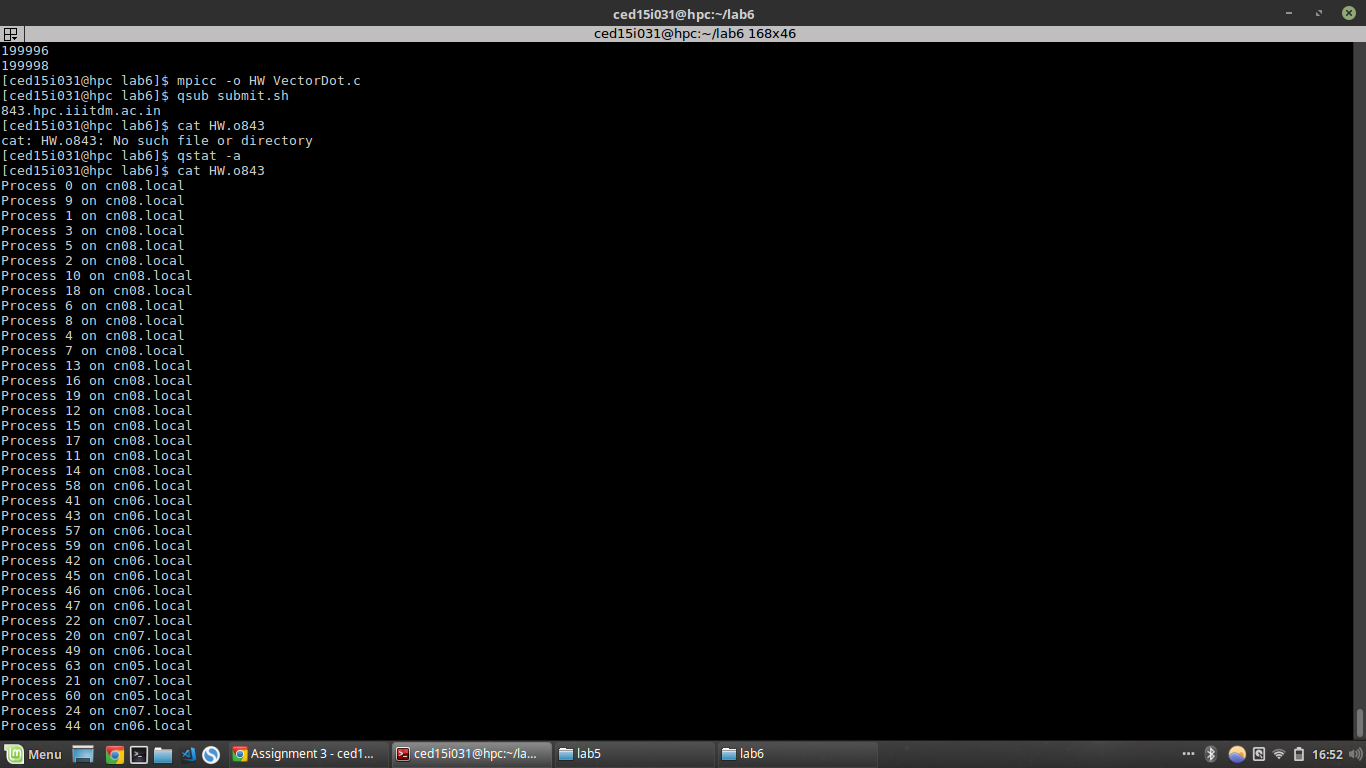 ced15i031@hpc:~/lab6
ced15i031@hpc:~/lab6 168x46
199996
199998
[ced15i031@hpc lab6]$ mpicc -o HW VectorDot.c
[ced15i031@hpc lab6]$ qsub submit.sh
843.hpc.iiitdm.ac.in
[ced15i031@hpc lab6]$ cat HW.o843
cat: HW.o843: No such file or directory
[ced15i031@hpc lab6]$ qstat -a
[ced15i031@hpc lab6]$ cat HW.o843
Process 0 on cn08.local
Process 9 on cn08.local
Process 1 on cn08.local
Process 3 on cn08.local
Process 5 on cn08.local
Process 2 on cn08.local
Process 10 on cn08.local
Process 18 on cn08.local
Process 6 on cn08.local
Process 8 on cn08.local
Process 4 on cn08.local
Process 7 on cn08.local
Process 13 on cn08.local
Process 16 on cn08.local
Process 19 on cn08.local
Process 12 on cn08.local
Process 15 on cn08.local
Process 17 on cn08.local
Process 11 on cn08.local
Process 14 on cn08.local
Process 58 on cn06.local
Process 41 on cn06.local
Process 43 on cn06.local
Process 57 on cn06.local
Process 59 on cn06.local
Process 42 on cn06.local
Process 45 on cn06.local
Process 46 on cn06.local
Process 47 on cn06.local
Process 22 on cn07.local
Process 20 on cn07.local
Process 49 on cn06.local
Process 63 on cn05.local
Process 21 on cn07.local
Process 60 on cn05.local
Process 24 on cn07.local
Process 44 on cn06.local
Menu Assignment 3 - ced1... ced15i031@hpc:~/la... lab5 lab6 16:52